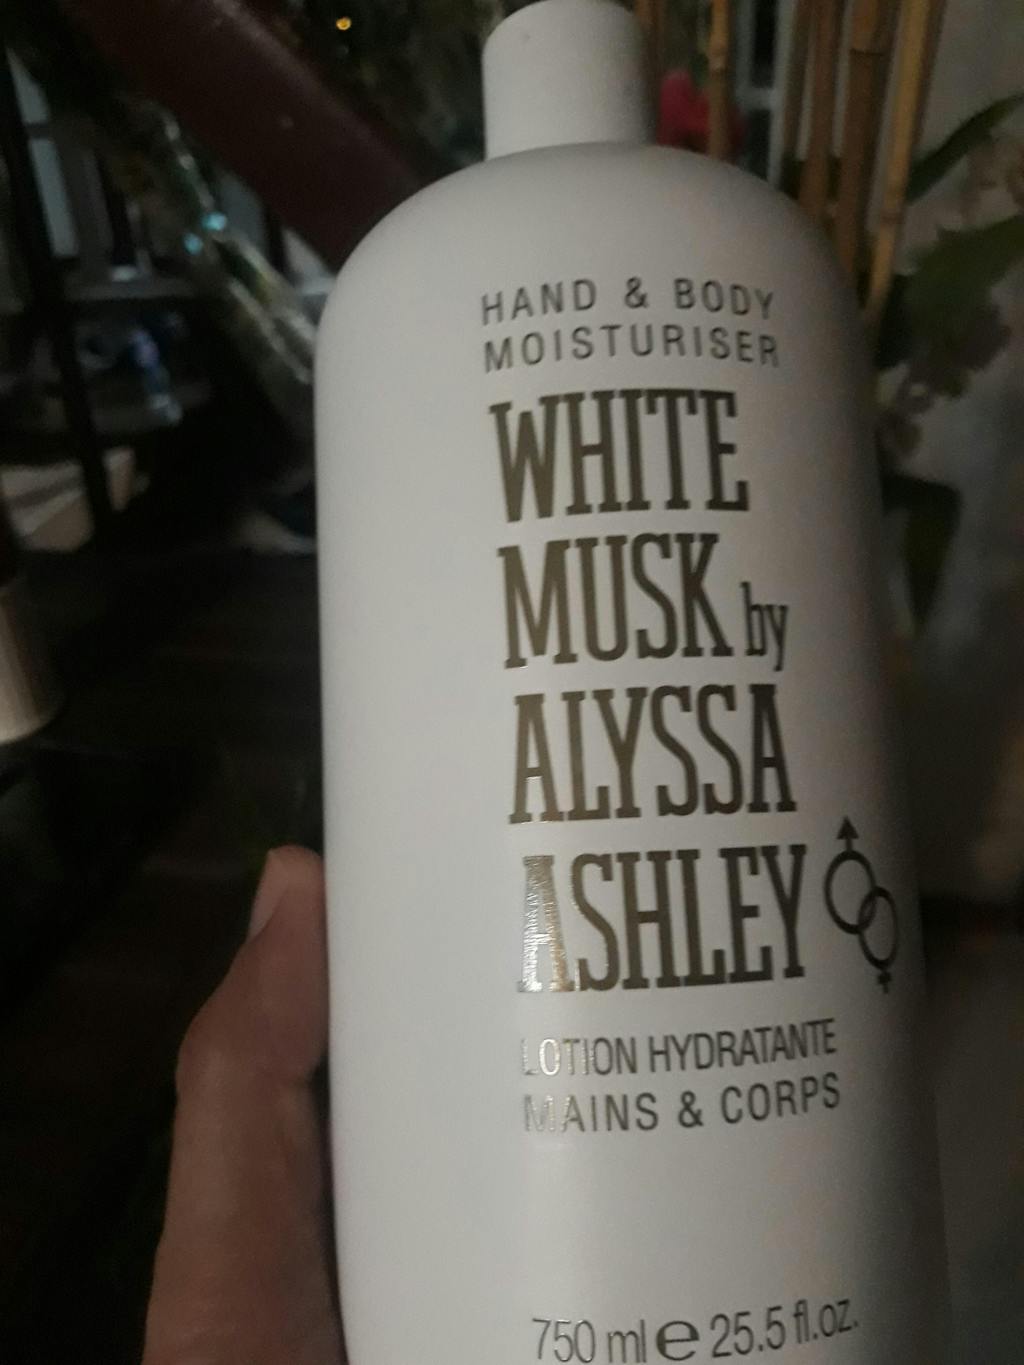 HAND & BODY
MOISTURISER
WHITE
MUSK by
ALYSSA
ASHLEY
LOTION HYDRATANTE
MAINS & CORPS
750 ml e 25.5 fl.oz.